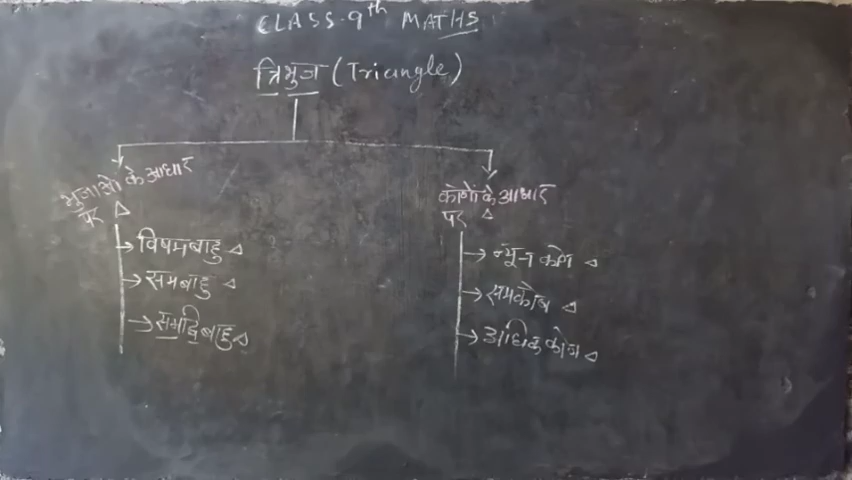 CLASS-9th MATHS
त्रिभुज (Triangle)
भुजाओ के आधार
पर △
विषमबाहु △
समबाहु △
समद्विबाहु △
कोणों के आधार
पर △
न्यून कोण △
समकोण △
अधिक कोण △